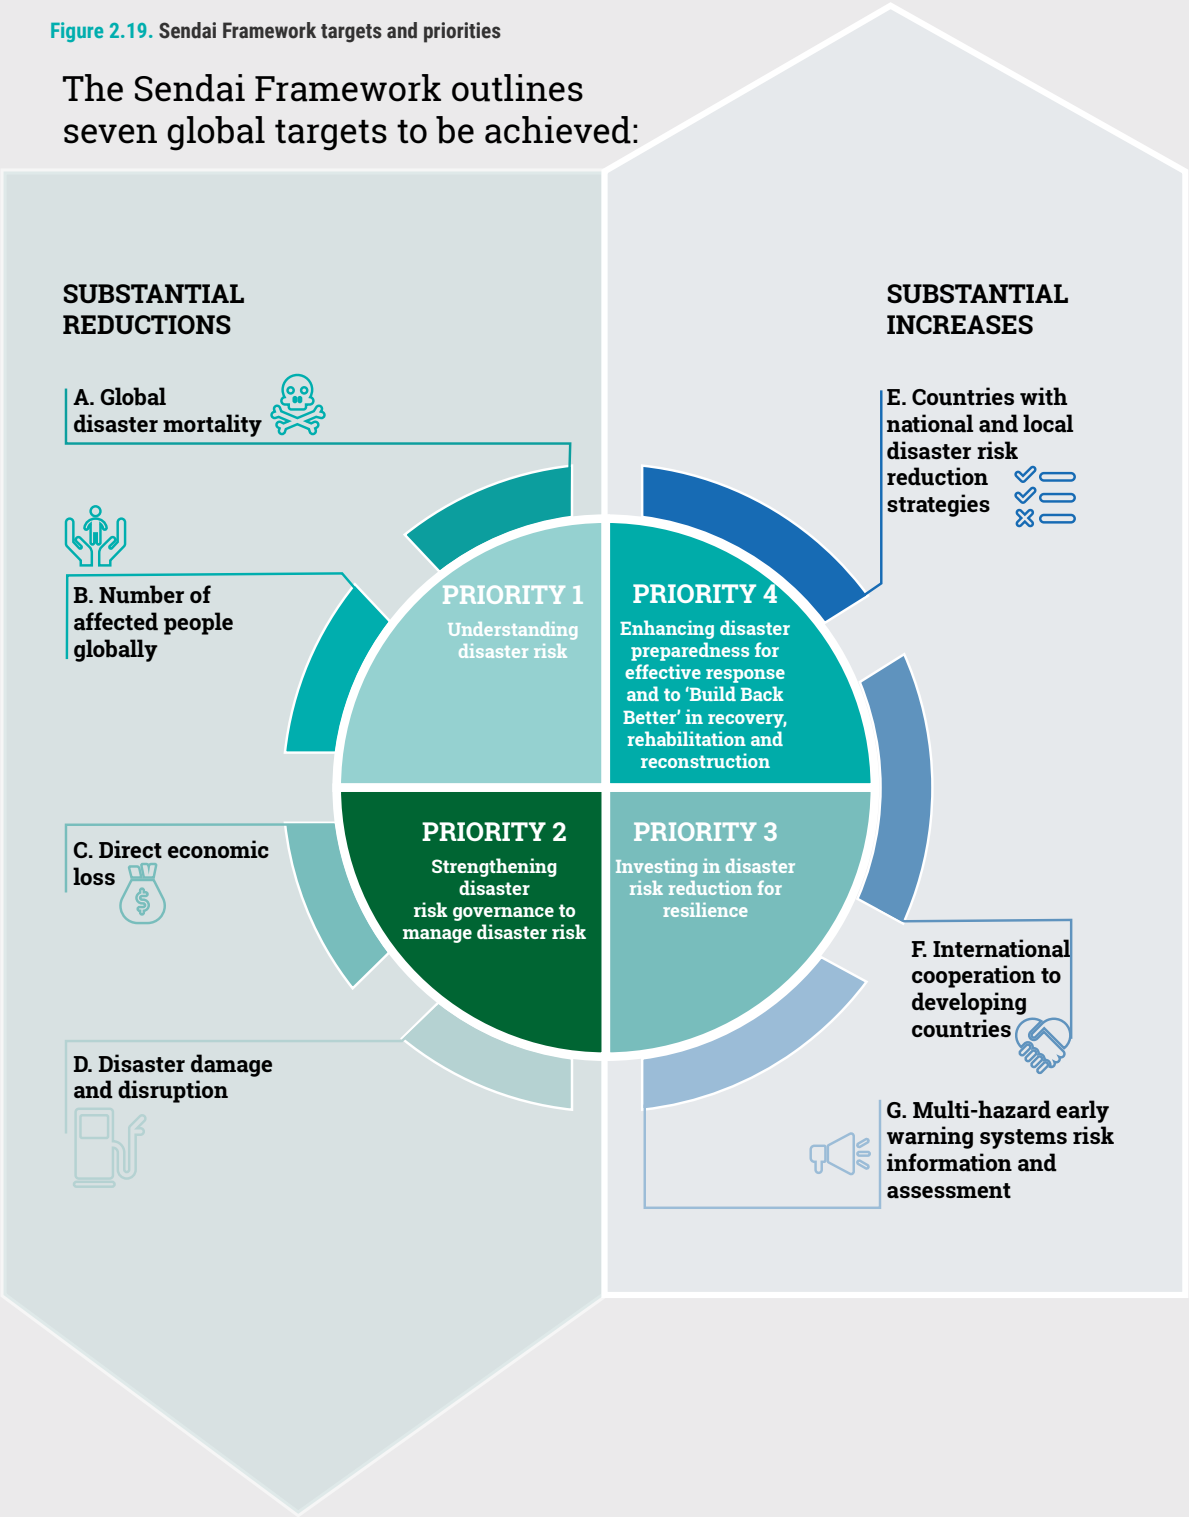 Figure 2.19. Sendai Framework targets and priorities
The Sendai Framework outlines
seven global targets to be achieved:
SUBSTANTIAL
REDUCTIONS
A. Global
disaster mortality
B. Number of
affected people
globally
C. Direct economic
loss
$
D. Disaster damage
and disruption
PRIORITY 1
Understanding
disaster risk
PRIORITY 4
Enhancing disaster
preparedness for
effective response
and to ‘Build Back
Better’ in recovery,
rehabilitation and
reconstruction
PRIORITY 2
Strengthening
disaster
risk governance to
manage disaster risk
PRIORITY 3
Investing in disaster
risk reduction for
resilience
SUBSTANTIAL
INCREASES
E. Countries with
national and local
disaster risk
reduction
strategies
F. International
cooperation to
developing
countries
G. Multi-hazard early
warning systems risk
information and
assessment